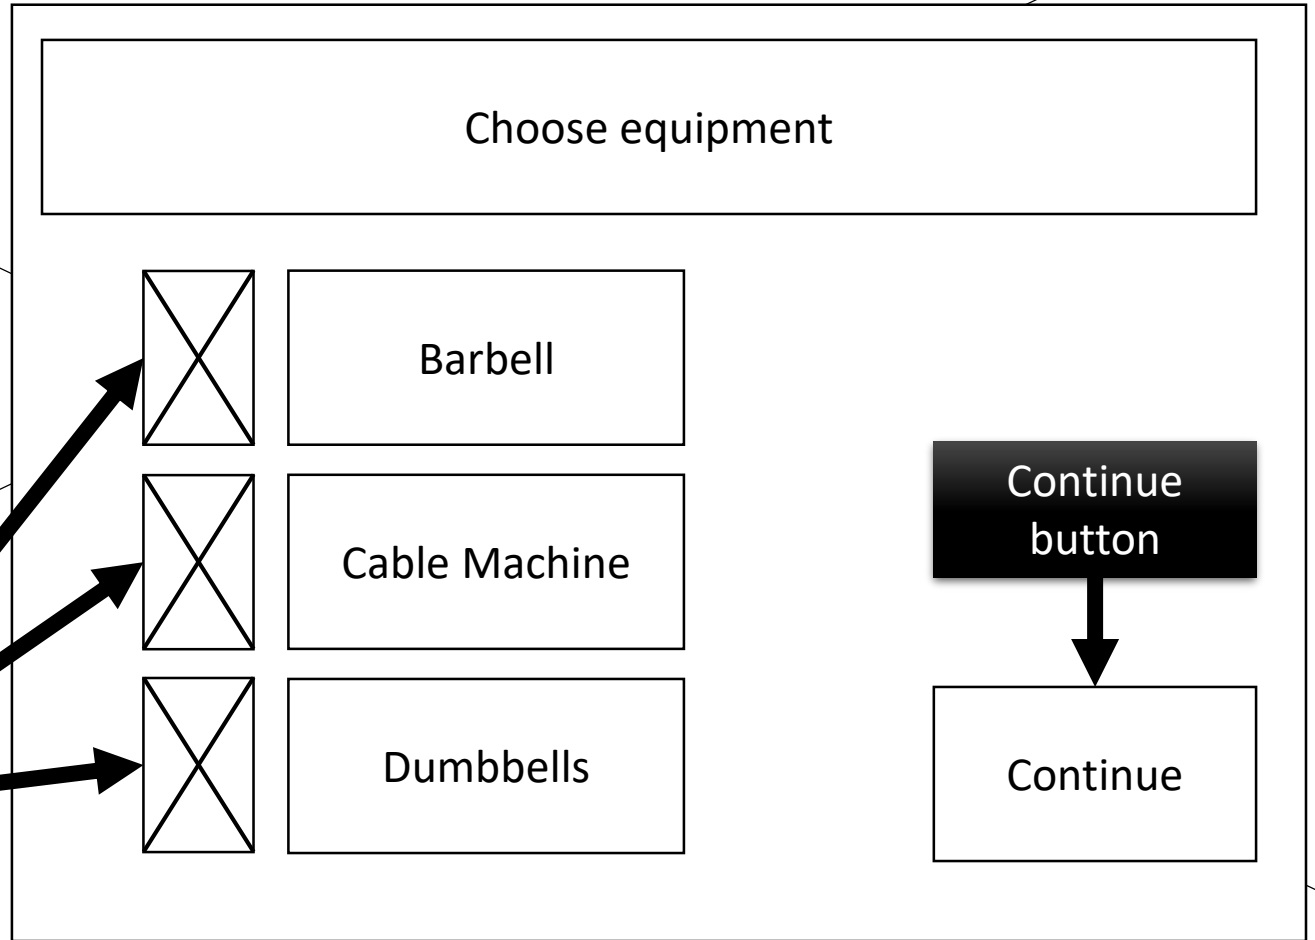 Choose equipment
Barbell
Cable Machine
Dumbbells
Continue
button
Continue